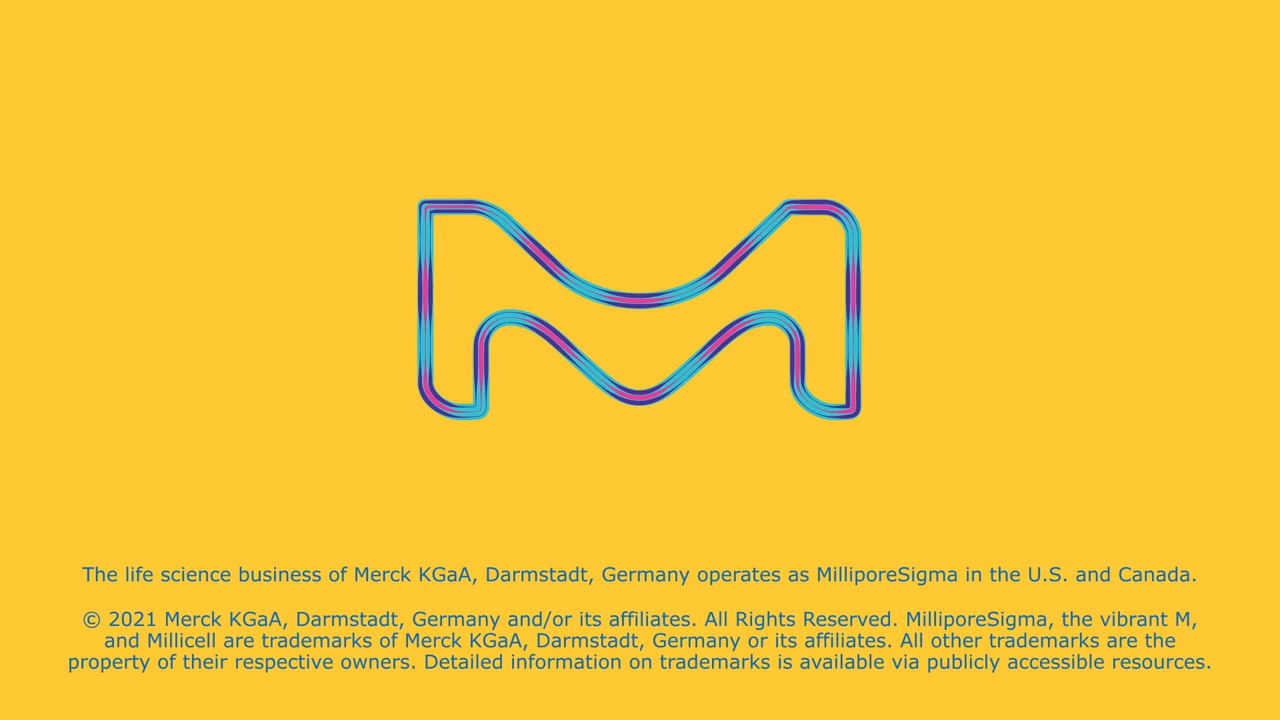 The life science business of Merck KGaA, Darmstadt, Germany operates as MilliporeSigma in the U.S. and Canada.
© 2021 Merck KGaA, Darmstadt, Germany and/or its affiliates. All Rights Reserved. MilliporeSigma, the vibrant M,
and Millicell are trademarks of Merck KGaA, Darmstadt, Germany or its affiliates. All other trademarks are the
property of their respective owners. Detailed information on trademarks is available via publicly accessible resources.